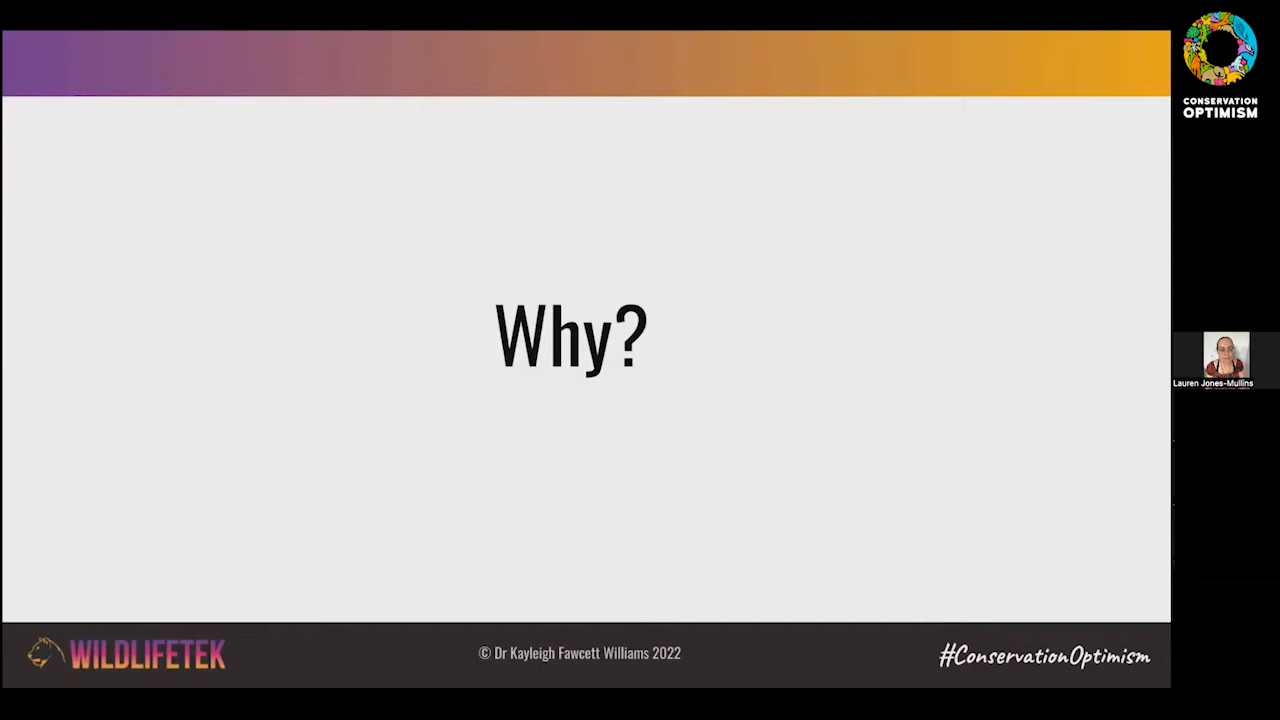 CONSERVATION
OPTIMISM
Why?
Lauren Jones-Mullins
WILDLIFETEK
© Dr Kayleigh Fawcett Williams 2022
#ConservationOptimism